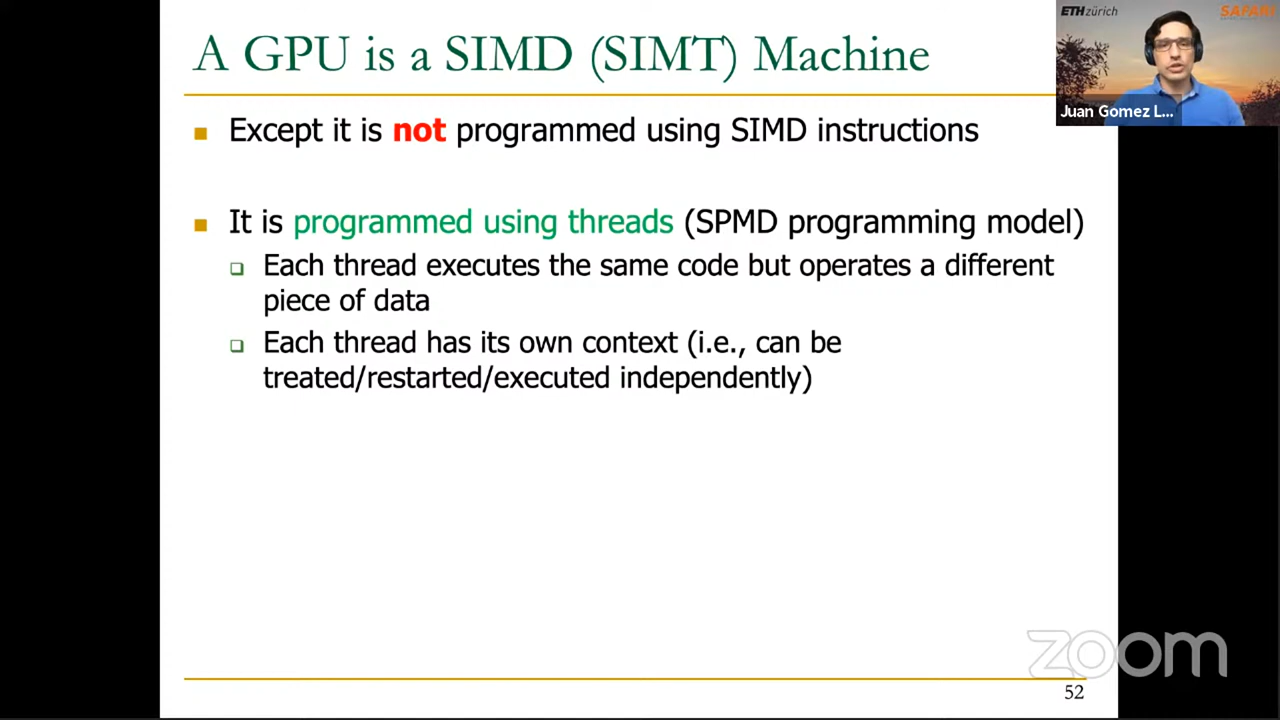 A GPU is a SIMD (SIMT) Machine
ETH zürich
SAFARI
Juan Gomez L...
Except it is not programmed using SIMD instructions
It is programmed using threads (SPMD programming model)
Each thread executes the same code but operates a different
piece of data
Each thread has its own context (i.e., can be
treated/restarted/executed independently)
zoom
52